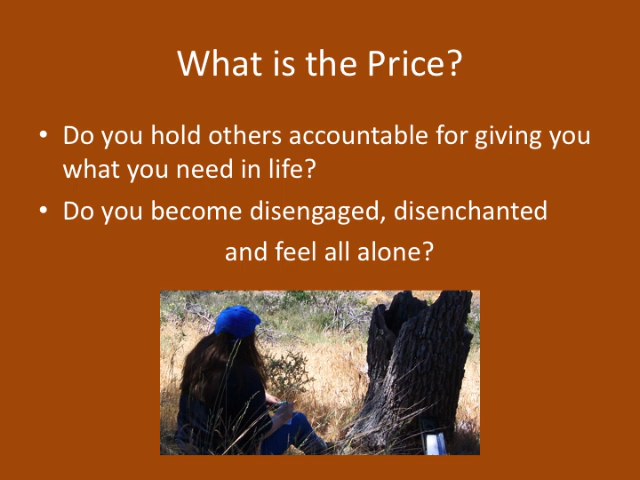 What is the Price?
• Do you hold others accountable for giving you
what you need in life?
• Do you become disengaged, disenchanted
and feel all alone?